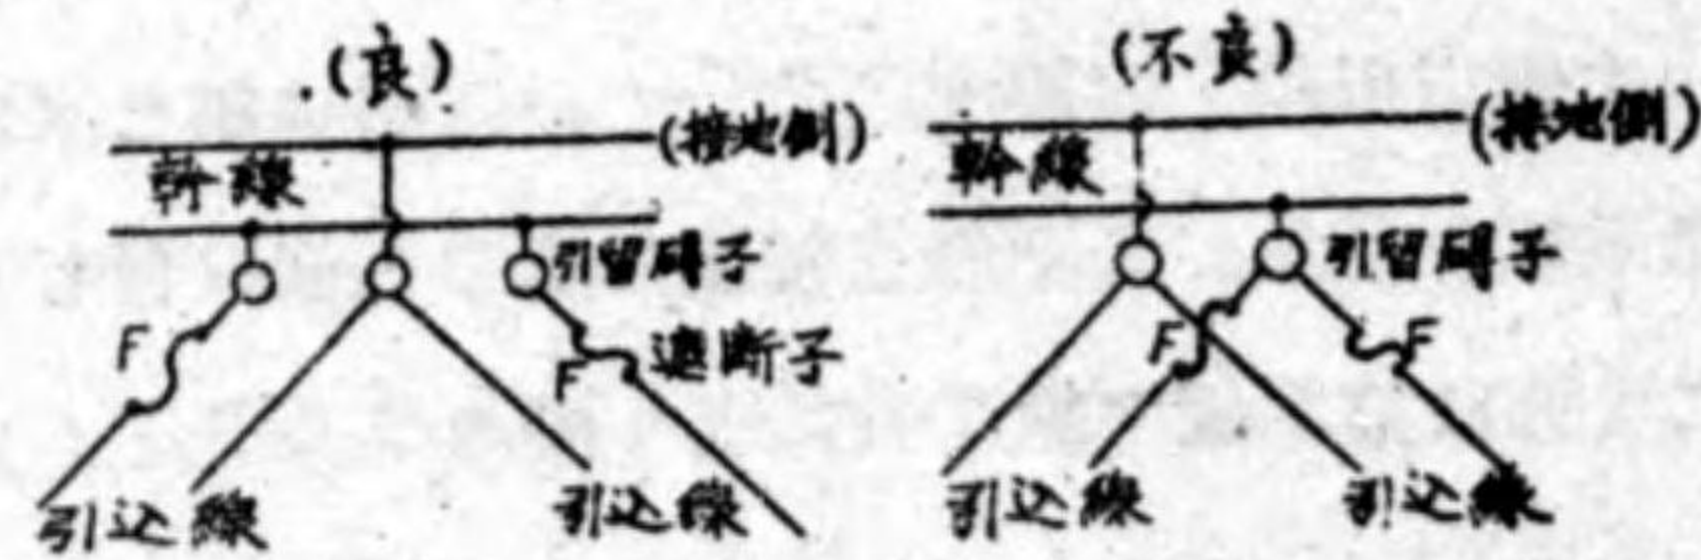 (良)
(接地側)
幹線
引留碍子
F
F
遮断子
引込線
引込線
(不良)
(接地側)
幹線
引留碍子
F
F
引込線
引込線